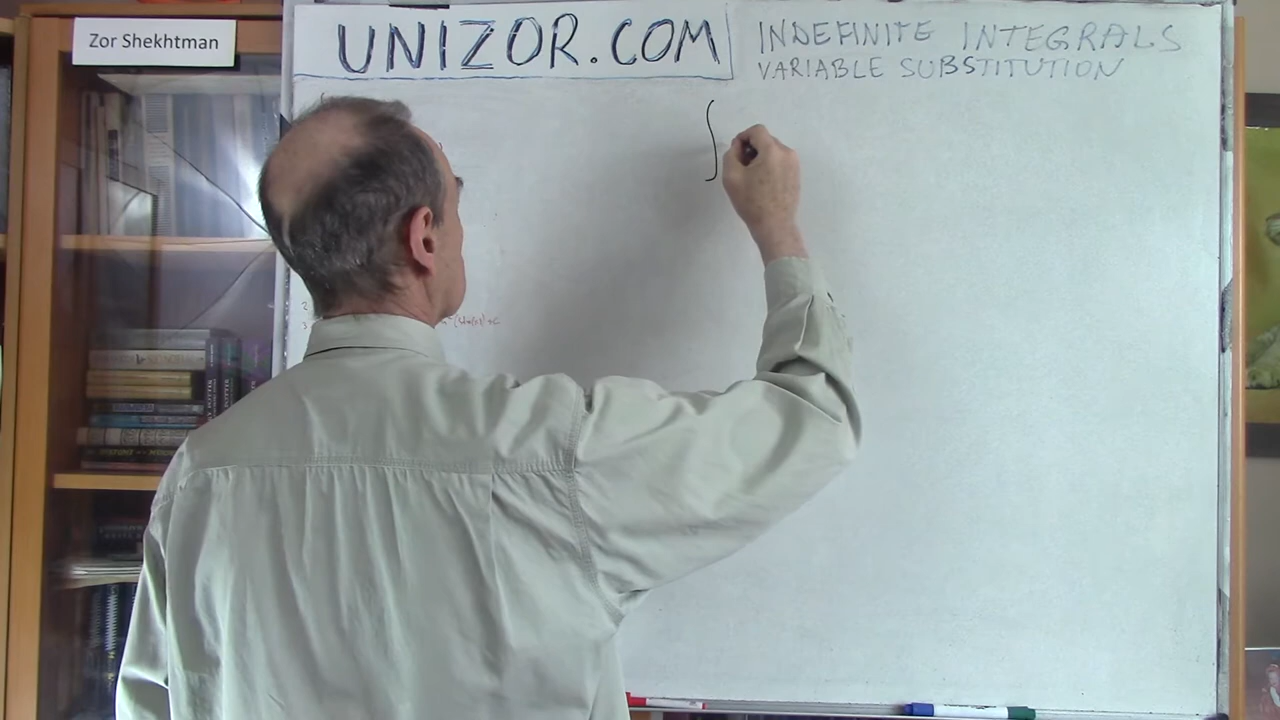 Zor Shekhtman
UNIZOR.COM
INDEFINITE INTEGRALS
VARIABLE SUBSTITUTION
∫